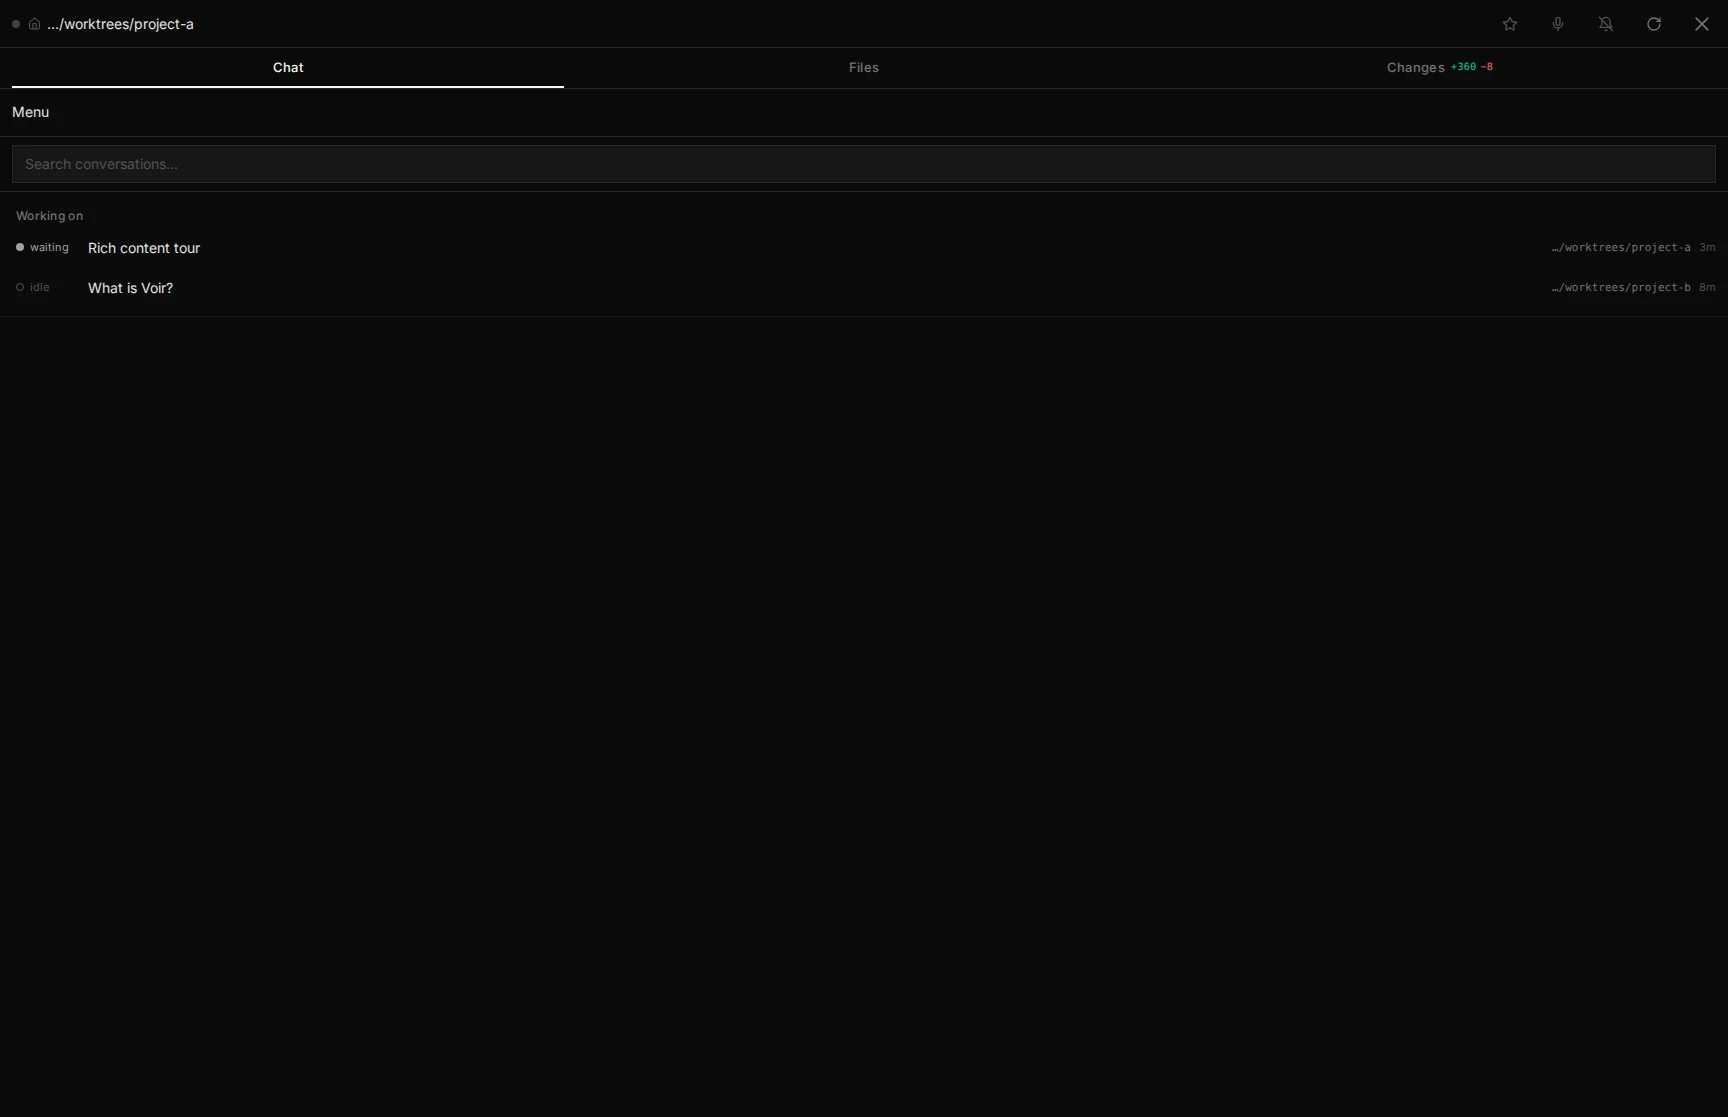 .../worktrees/project-a
Chat
Files
Changes +360 −8
Menu
Search conversations...
Working on
waiting Rich content tour …/worktrees/project-a 3m
idle What is Voir? …/worktrees/project-b 8m